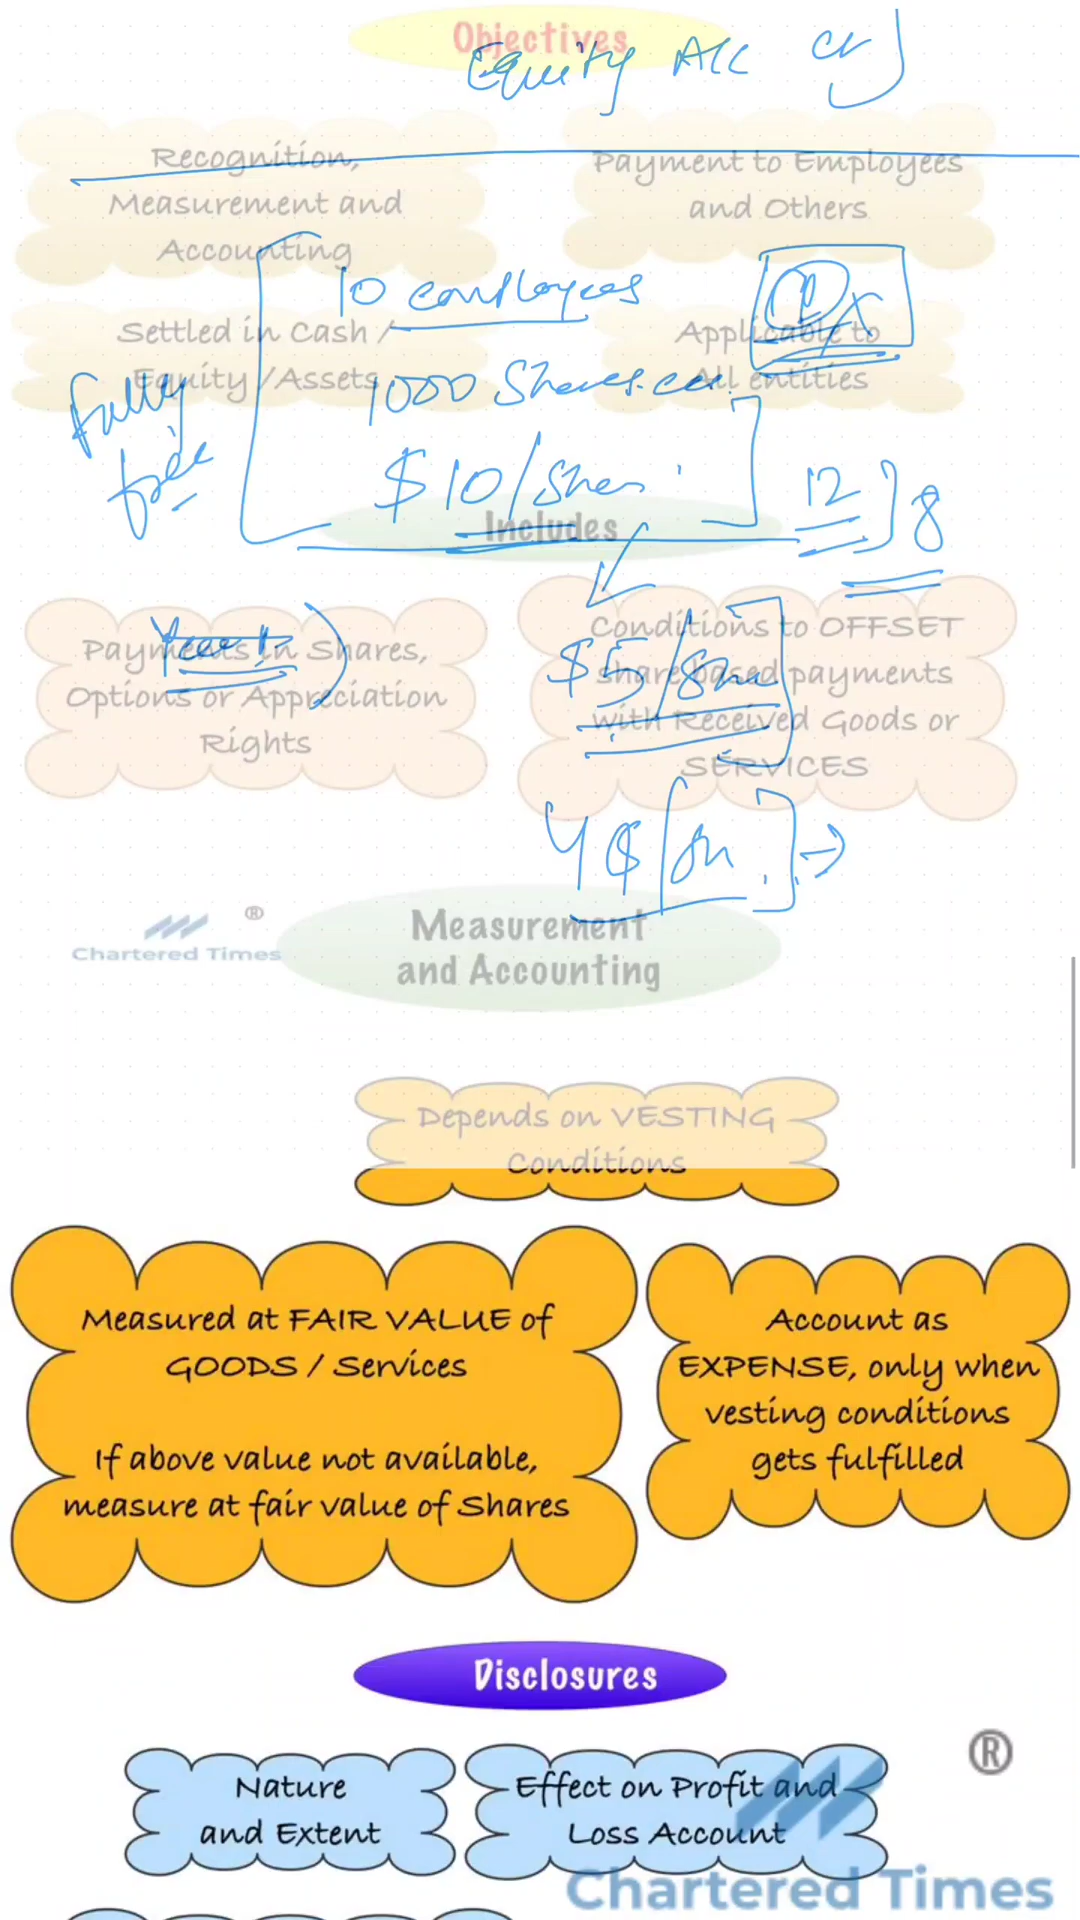 Objectives
Equity Acc cr
Recognition,
Measurement and
Accounting
Payment to Employees
and Others
10 employees
Settled in Cash /
Equity /Assets
Applicable to
All entities
Fully
free
1000 Shares
$10/Share
12
8
Includes
Payments in Shares,
Options or Appreciation
Rights
Year 1
Conditions to OFFSET
share based payments
with Received Goods or
SERVICES
$5/Sh
4$
Chartered Times ®
Measurement
and Accounting
Depends on VESTING
Conditions
Measured at FAIR VALUE of
GOODS / Services
If above value not available,
measure at fair value of Shares
Account as
EXPENSE, only when
vesting conditions
gets fulfilled
Disclosures
Nature
and Extent
Effect on Profit and
Loss Account
®
Chartered Times